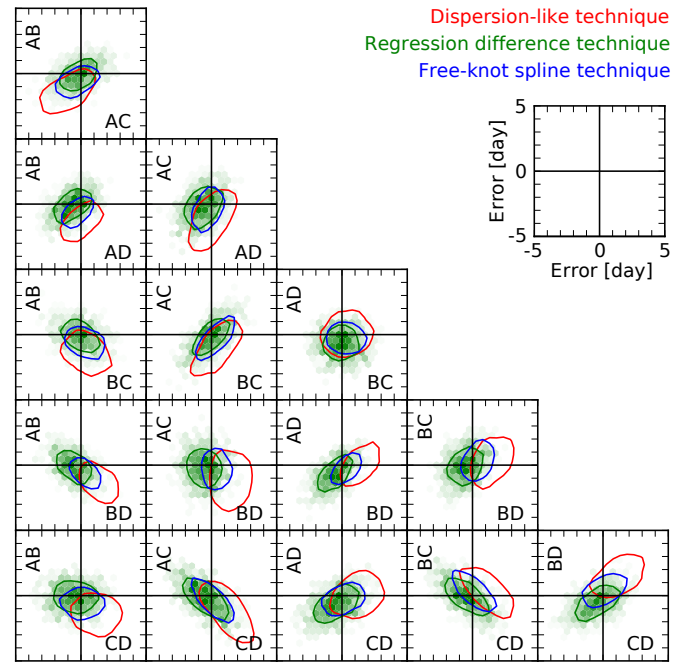 Dispersion-like technique
Regression difference technique
Free-knot spline technique
AB
AC
5
Error [day]
0
-5
-5
0
5
Error [day]
AB
AD
AC
AD
AB
BC
AC
BC
AD
BC
AB
BD
AC
BD
AD
BD
BC
BD
AB
CD
AC
CD
AD
CD
BC
CD
BD
CD